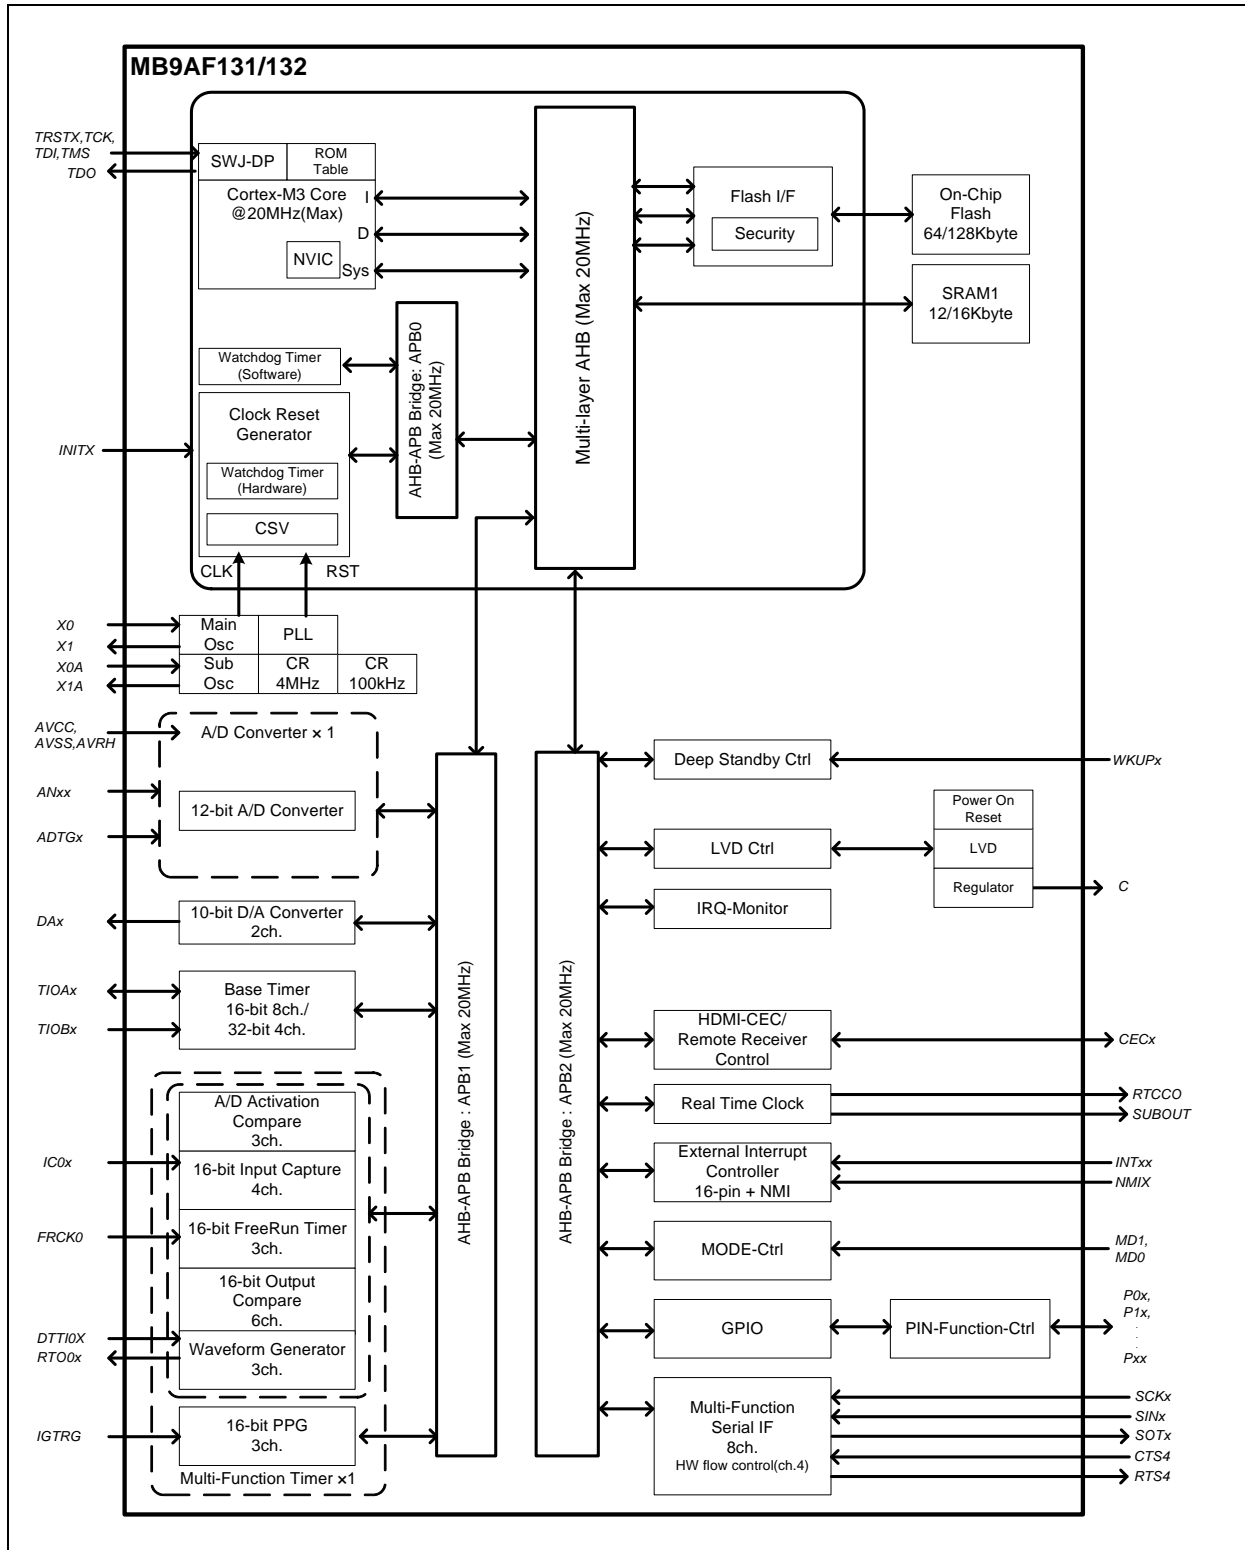 MB9AF131/132
TRSTX,TCK,
TDI,TMS
TDO
SWJ-DP
ROM
Table
Cortex-M3 Core
@20MHz(Max)
I
D
NVIC
Sys
Multi-layer AHB (Max 20MHz)
Flash I/F
Security
On-Chip
Flash
64/128Kbyte
SRAM1
12/16Kbyte
Watchdog Timer
(Software)
AHB-APB Bridge: APB0
(Max 20MHz)
Clock Reset
Generator
INITX
Watchdog Timer
(Hardware)
CSV
CLK
RST
X0
X1
X0A
X1A
Main
Osc
PLL
Sub
Osc
CR
4MHz
CR
100kHz
AVCC,
AVSS,AVRH
A/D Converter × 1
ANxx
12-bit A/D Converter
ADTGx
DAx
10-bit D/A Converter
2ch.
TIOAx
TIOBx
Base Timer
16-bit 8ch./
32-bit 4ch.
A/D Activation
Compare
3ch.
IC0x
16-bit Input Capture
4ch.
FRCK0
16-bit FreeRun Timer
3ch.
16-bit Output
Compare
6ch.
DTTI0X
RTO0x
Waveform Generator
3ch.
IGTRG
16-bit PPG
3ch.
Multi-Function Timer ×1
AHB-APB Bridge : APB1 (Max 20MHz)
AHB-APB Bridge : APB2 (Max 20MHz)
Deep Standby Ctrl
WKUPx
LVD Ctrl
Power On
Reset
LVD
Regulator
C
IRQ-Monitor
HDMI-CEC/
Remote Receiver
Control
CECx
Real Time Clock
RTCCO
SUBOUT
External Interrupt
Controller
16-pin + NMI
INTxx
NMIX
MODE-Ctrl
MD1,
MD0
GPIO
PIN-Function-Ctrl
P0x,
P1x,
.
.
.
Pxx
Multi-Function
Serial IF
8ch.
HW flow control(ch.4)
SCKx
SINx
SOTx
CTS4
RTS4